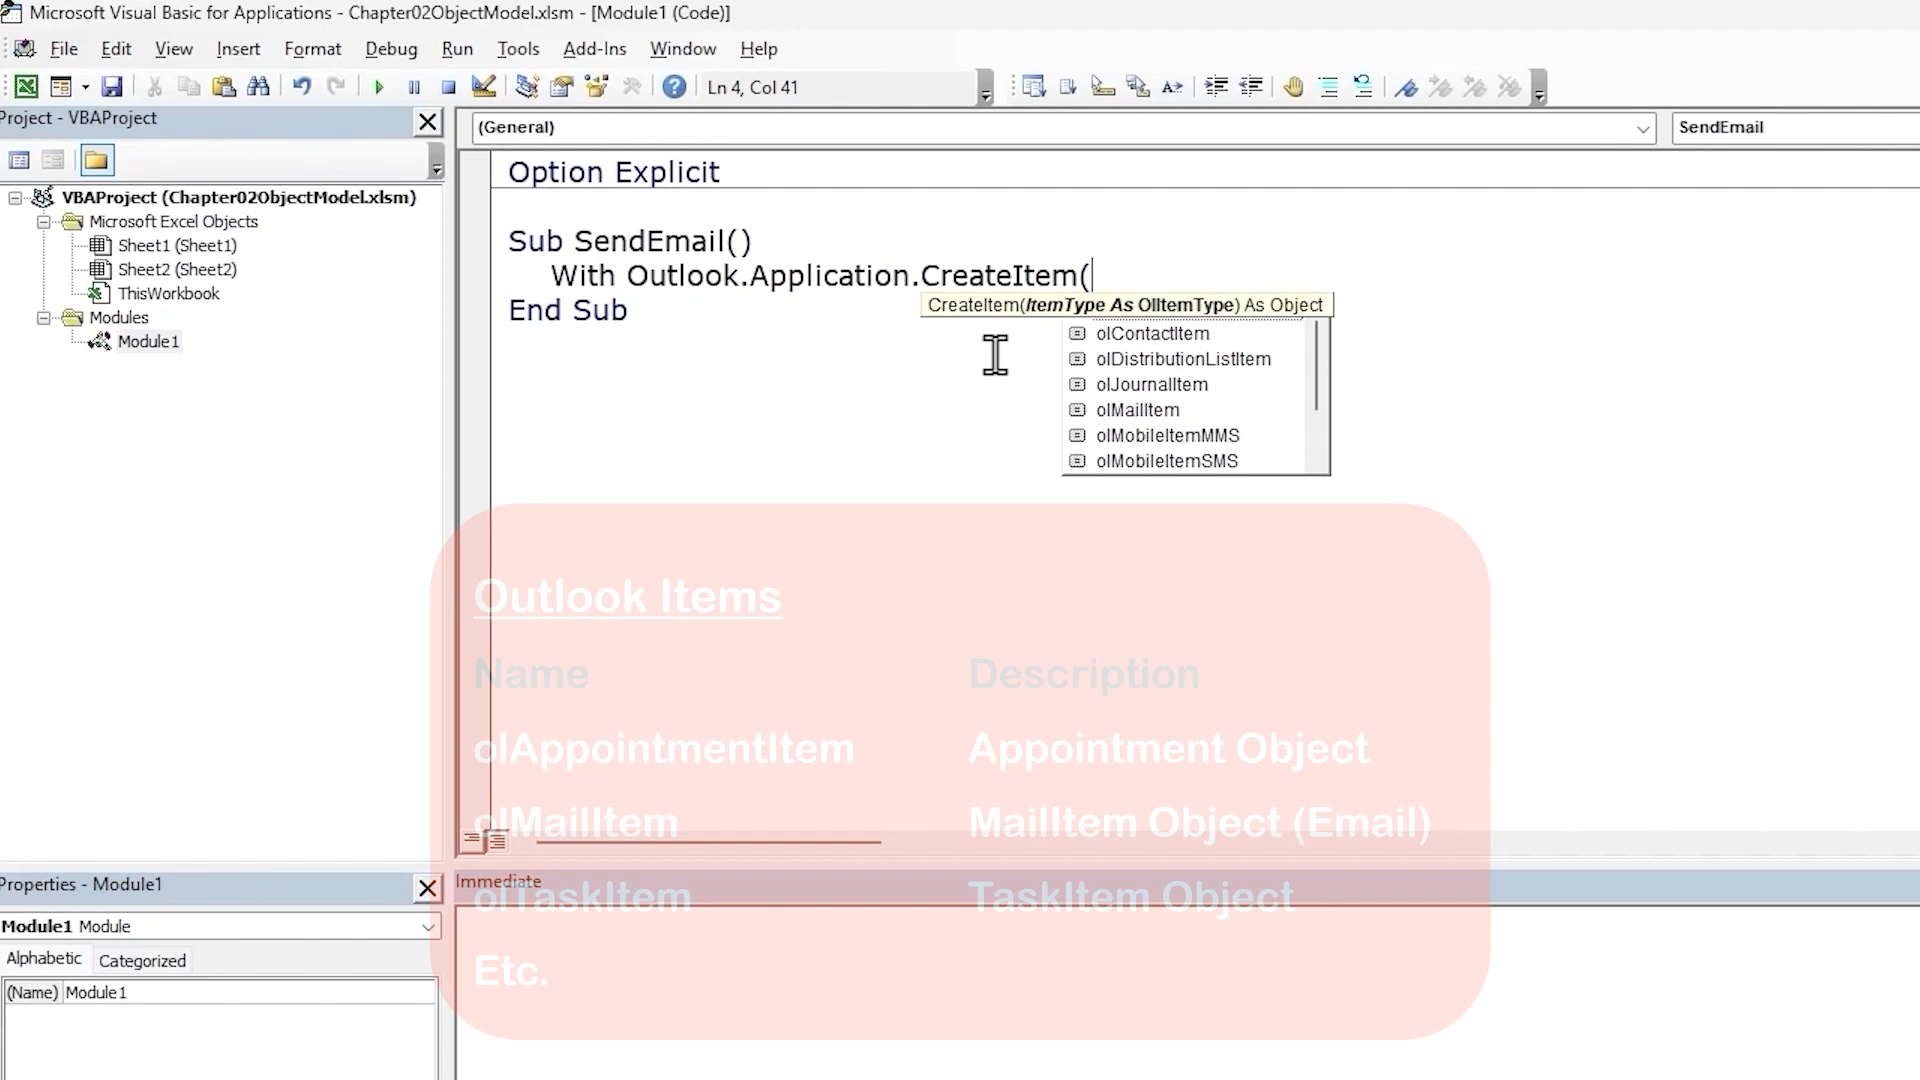 Microsoft Visual Basic for Applications - Chapter02ObjectModel.xlsm - [Module1 (Code)]
File Edit View Insert Format Debug Run Tools Add-Ins Window Help
Ln 4, Col 41
Project - VBAProject
(General)
SendEmail
VBAProject (Chapter02ObjectModel.xlsm)
Microsoft Excel Objects
Sheet1 (Sheet1)
Sheet2 (Sheet2)
ThisWorkbook
Modules
Module1
Option Explicit
Sub SendEmail()
With Outlook.Application.CreateItem(
End Sub
CreateItem(ItemType As OlItemType) As Object
olContactItem
olDistributionListItem
olJournalItem
olMailItem
olMobileItemMMS
olMobileItemSMS
Outlook Items
Name Description
olAppointmentItem Appointment Object
olMailItem MailItem Object (Email)
olTaskItem TaskItem Object
Etc.
Immediate
Properties - Module1
Module1 Module
Alphabetic Categorized
(Name) Module1